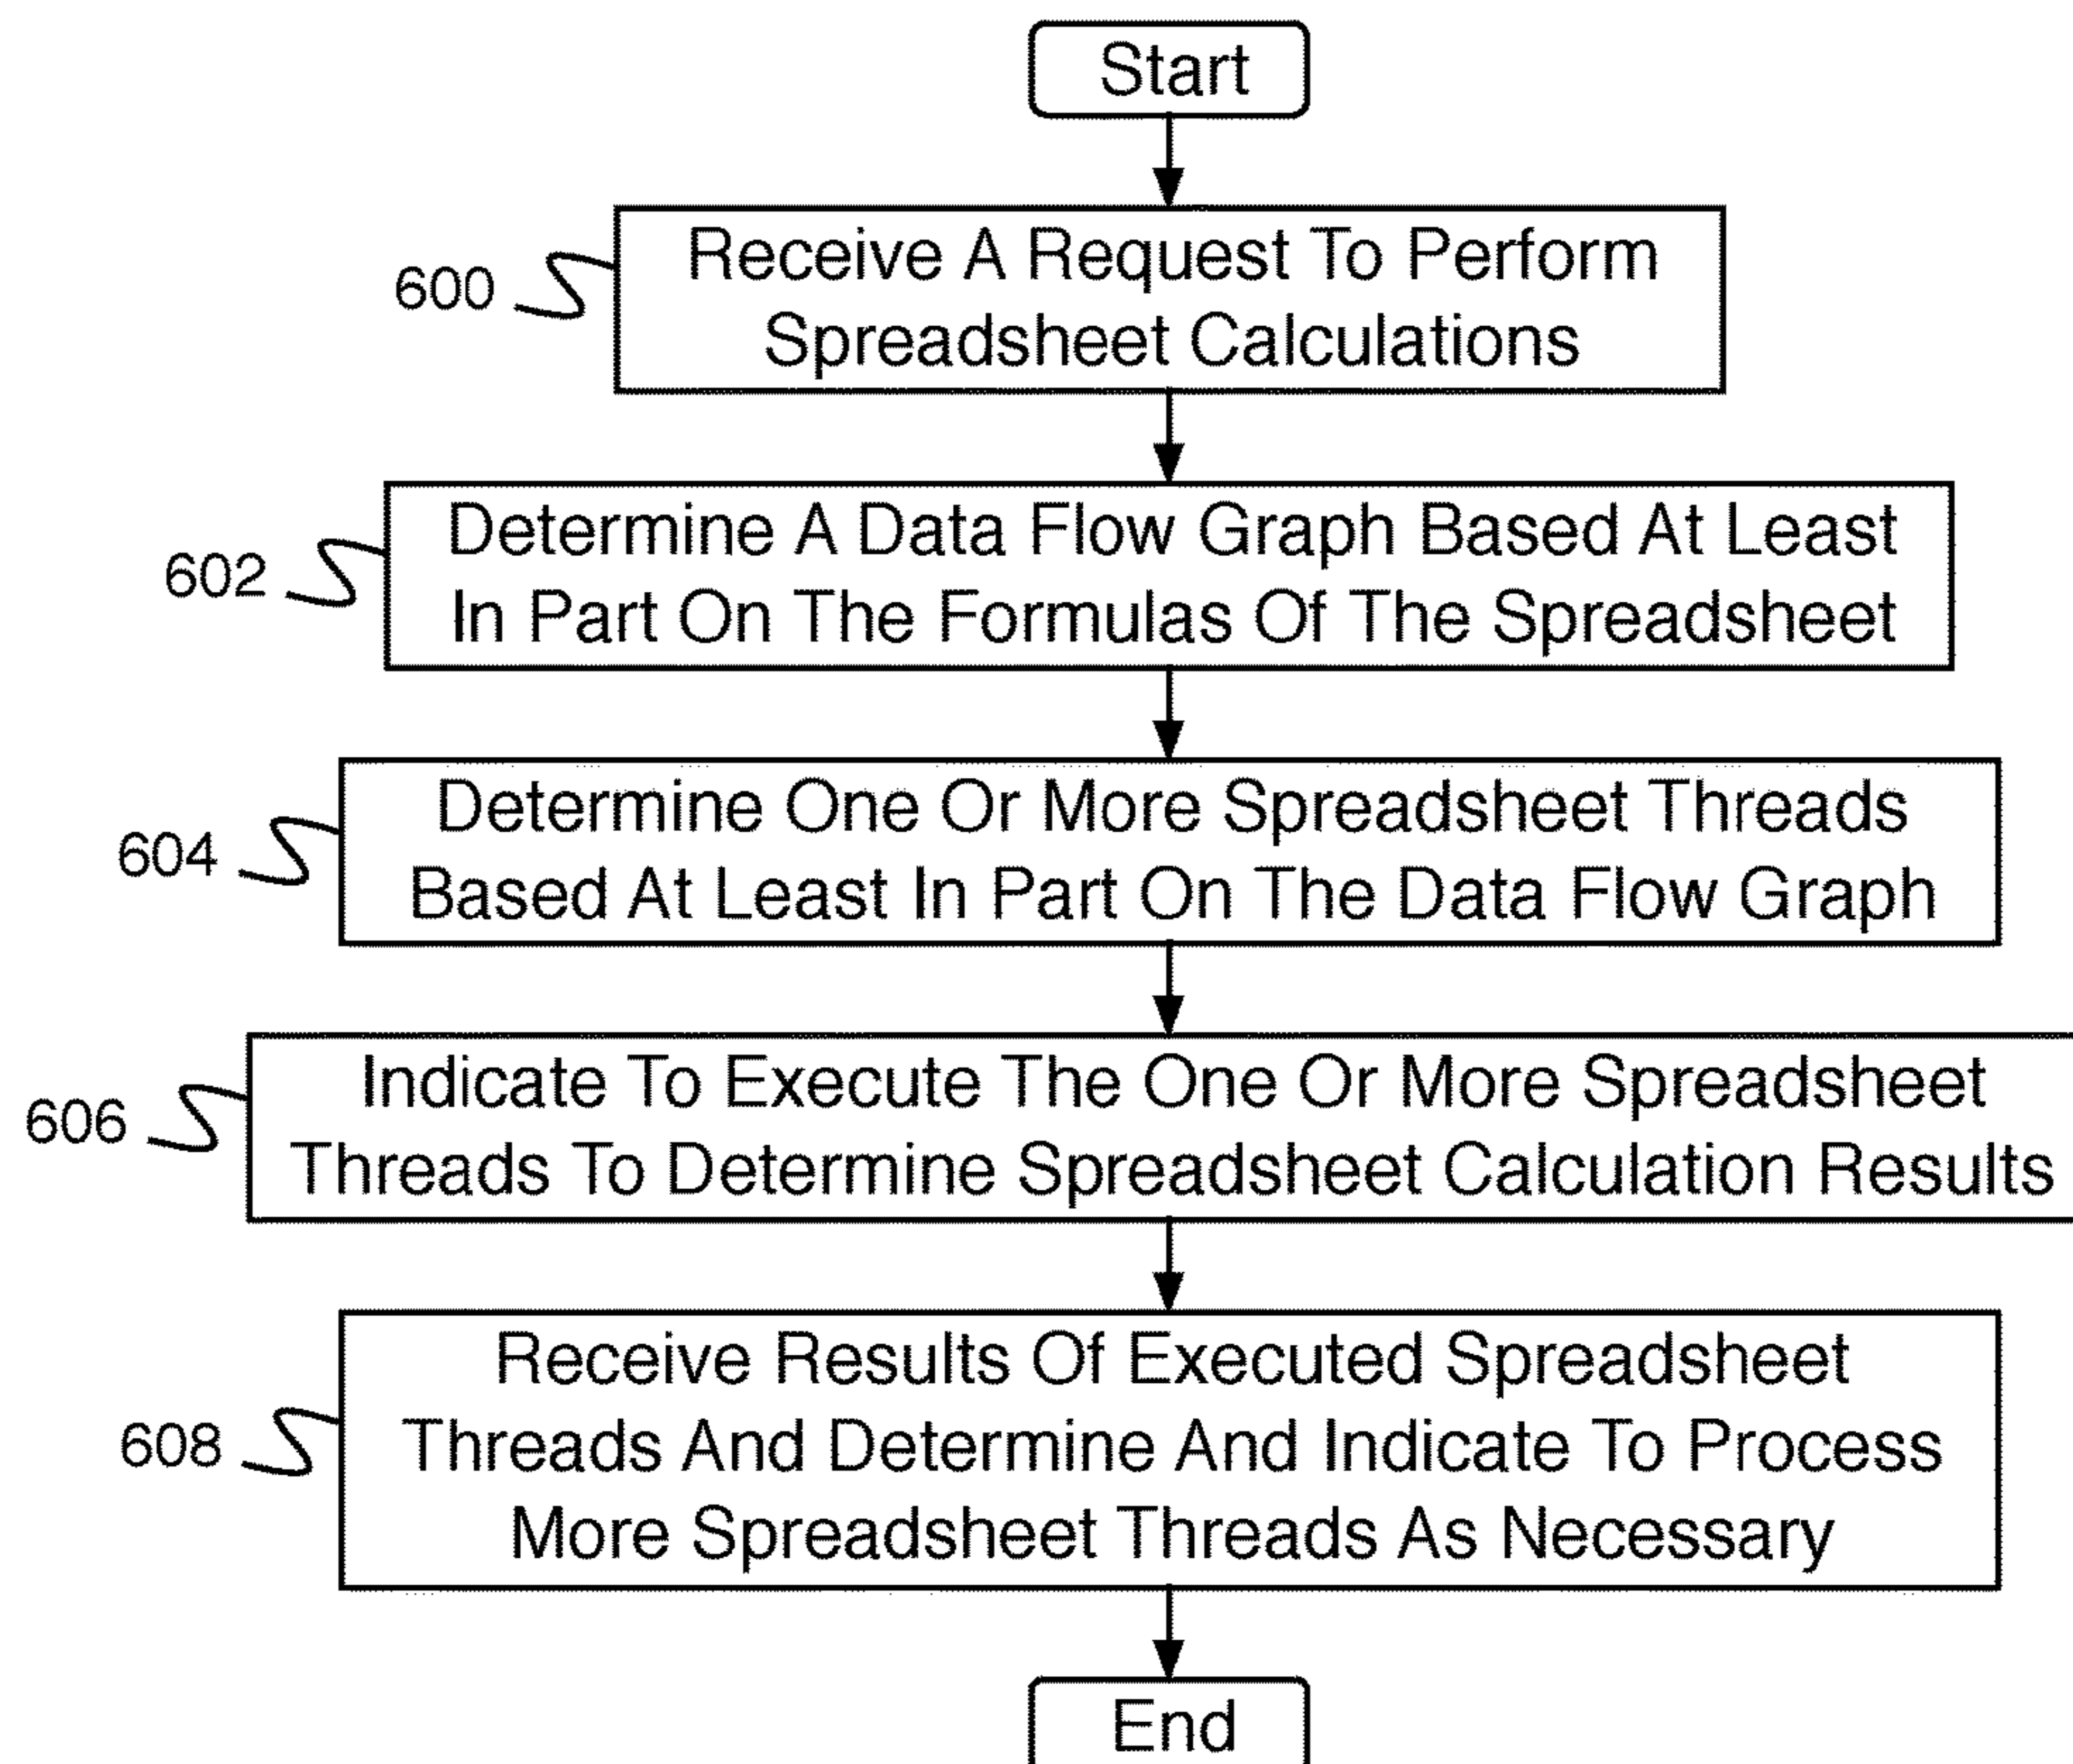 Start
600
Receive A Request To Perform
Spreadsheet Calculations
602
Determine A Data Flow Graph Based At Least
In Part On The Formulas Of The Spreadsheet
604
Determine One Or More Spreadsheet Threads
Based At Least In Part On The Data Flow Graph
606
Indicate To Execute The One Or More Spreadsheet
Threads To Determine Spreadsheet Calculation Results
608
Receive Results Of Executed Spreadsheet
Threads And Determine And Indicate To Process
More Spreadsheet Threads As Necessary
End